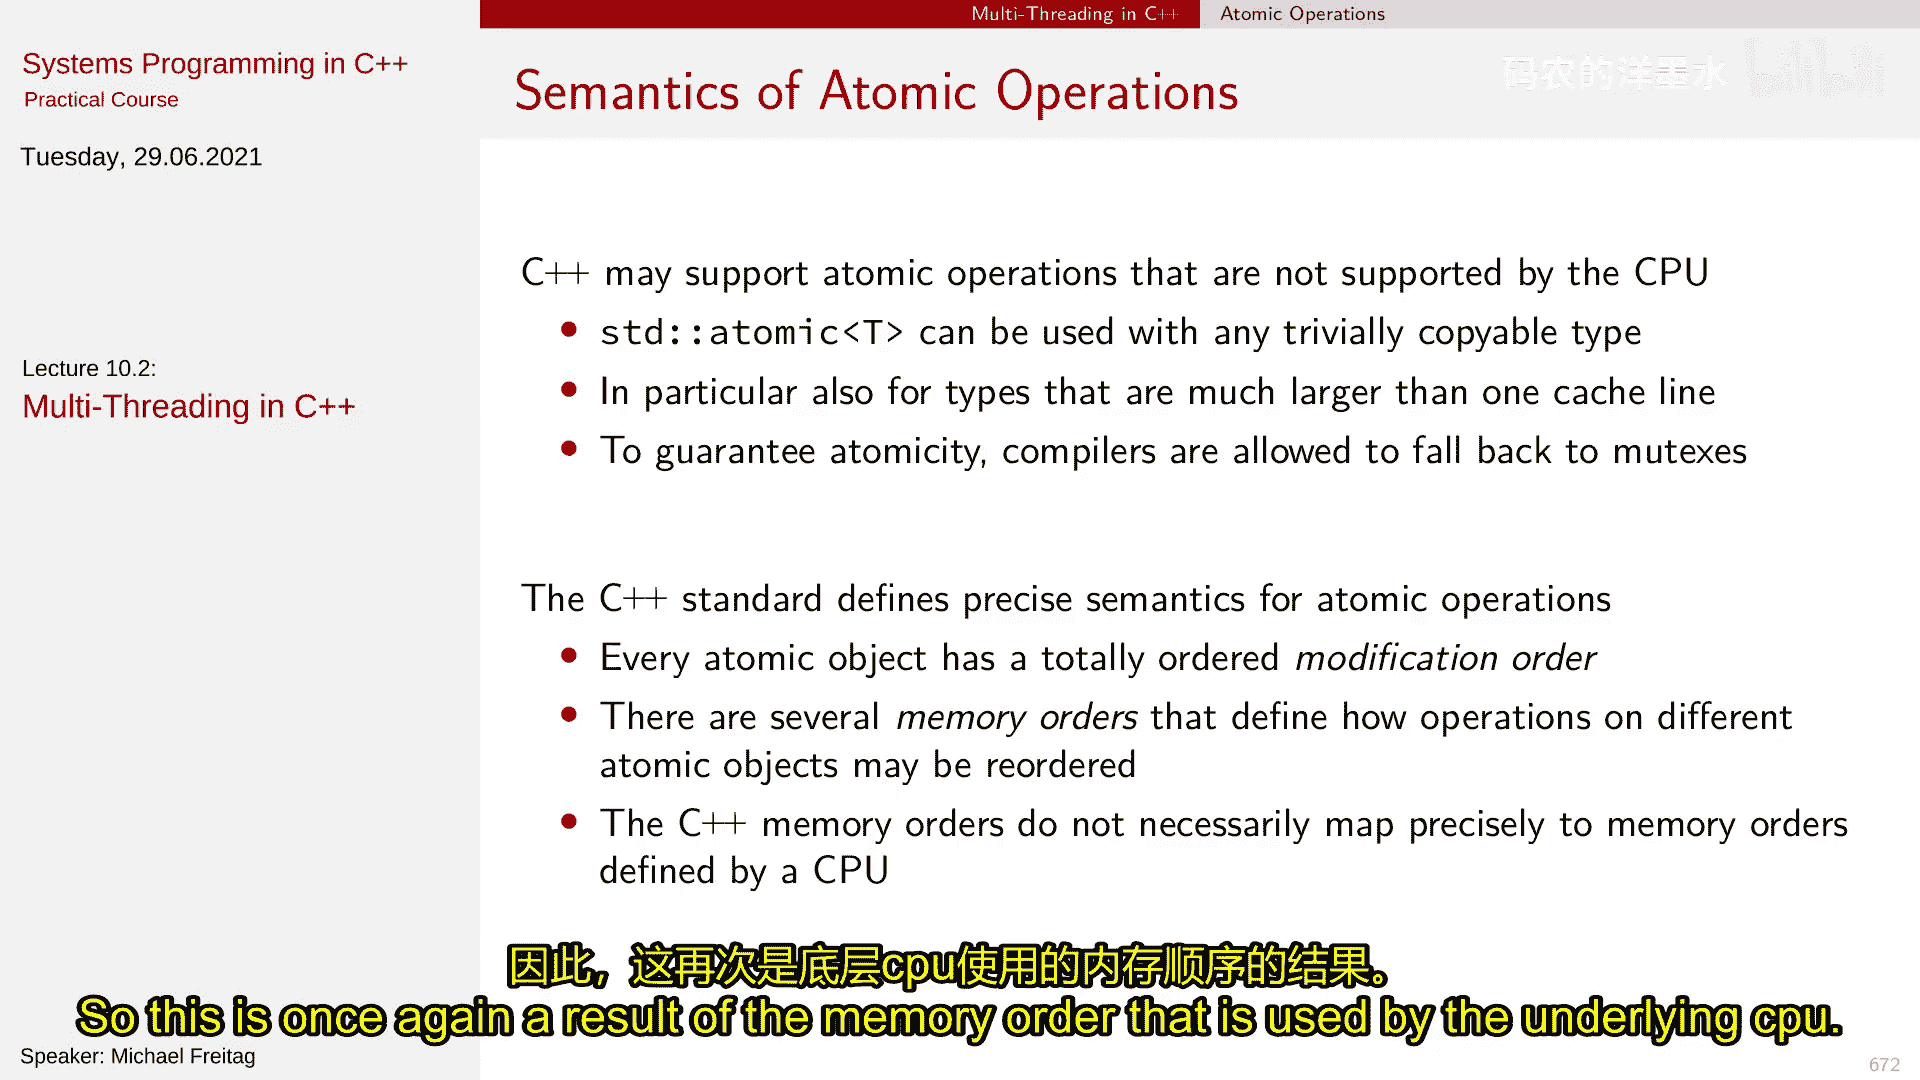 Multi-Threading in C++ Atomic Operations
Systems Programming in C++
Practical Course
Tuesday, 29.06.2021
Lecture 10.2:
Multi-Threading in C++
Semantics of Atomic Operations
码农的洋墨水 bilibili
C++ may support atomic operations that are not supported by the CPU
• std::atomic<T> can be used with any trivially copyable type
• In particular also for types that are much larger than one cache line
• To guarantee atomicity, compilers are allowed to fall back to mutexes
The C++ standard defines precise semantics for atomic operations
• Every atomic object has a totally ordered modification order
• There are several memory orders that define how operations on different
atomic objects may be reordered
• The C++ memory orders do not necessarily map precisely to memory orders
defined by a CPU
因此，这再次是底层cpu使用的内存顺序的结果。
So this is once again a result of the memory order that is used by the underlying cpu.
Speaker: Michael Freitag
672